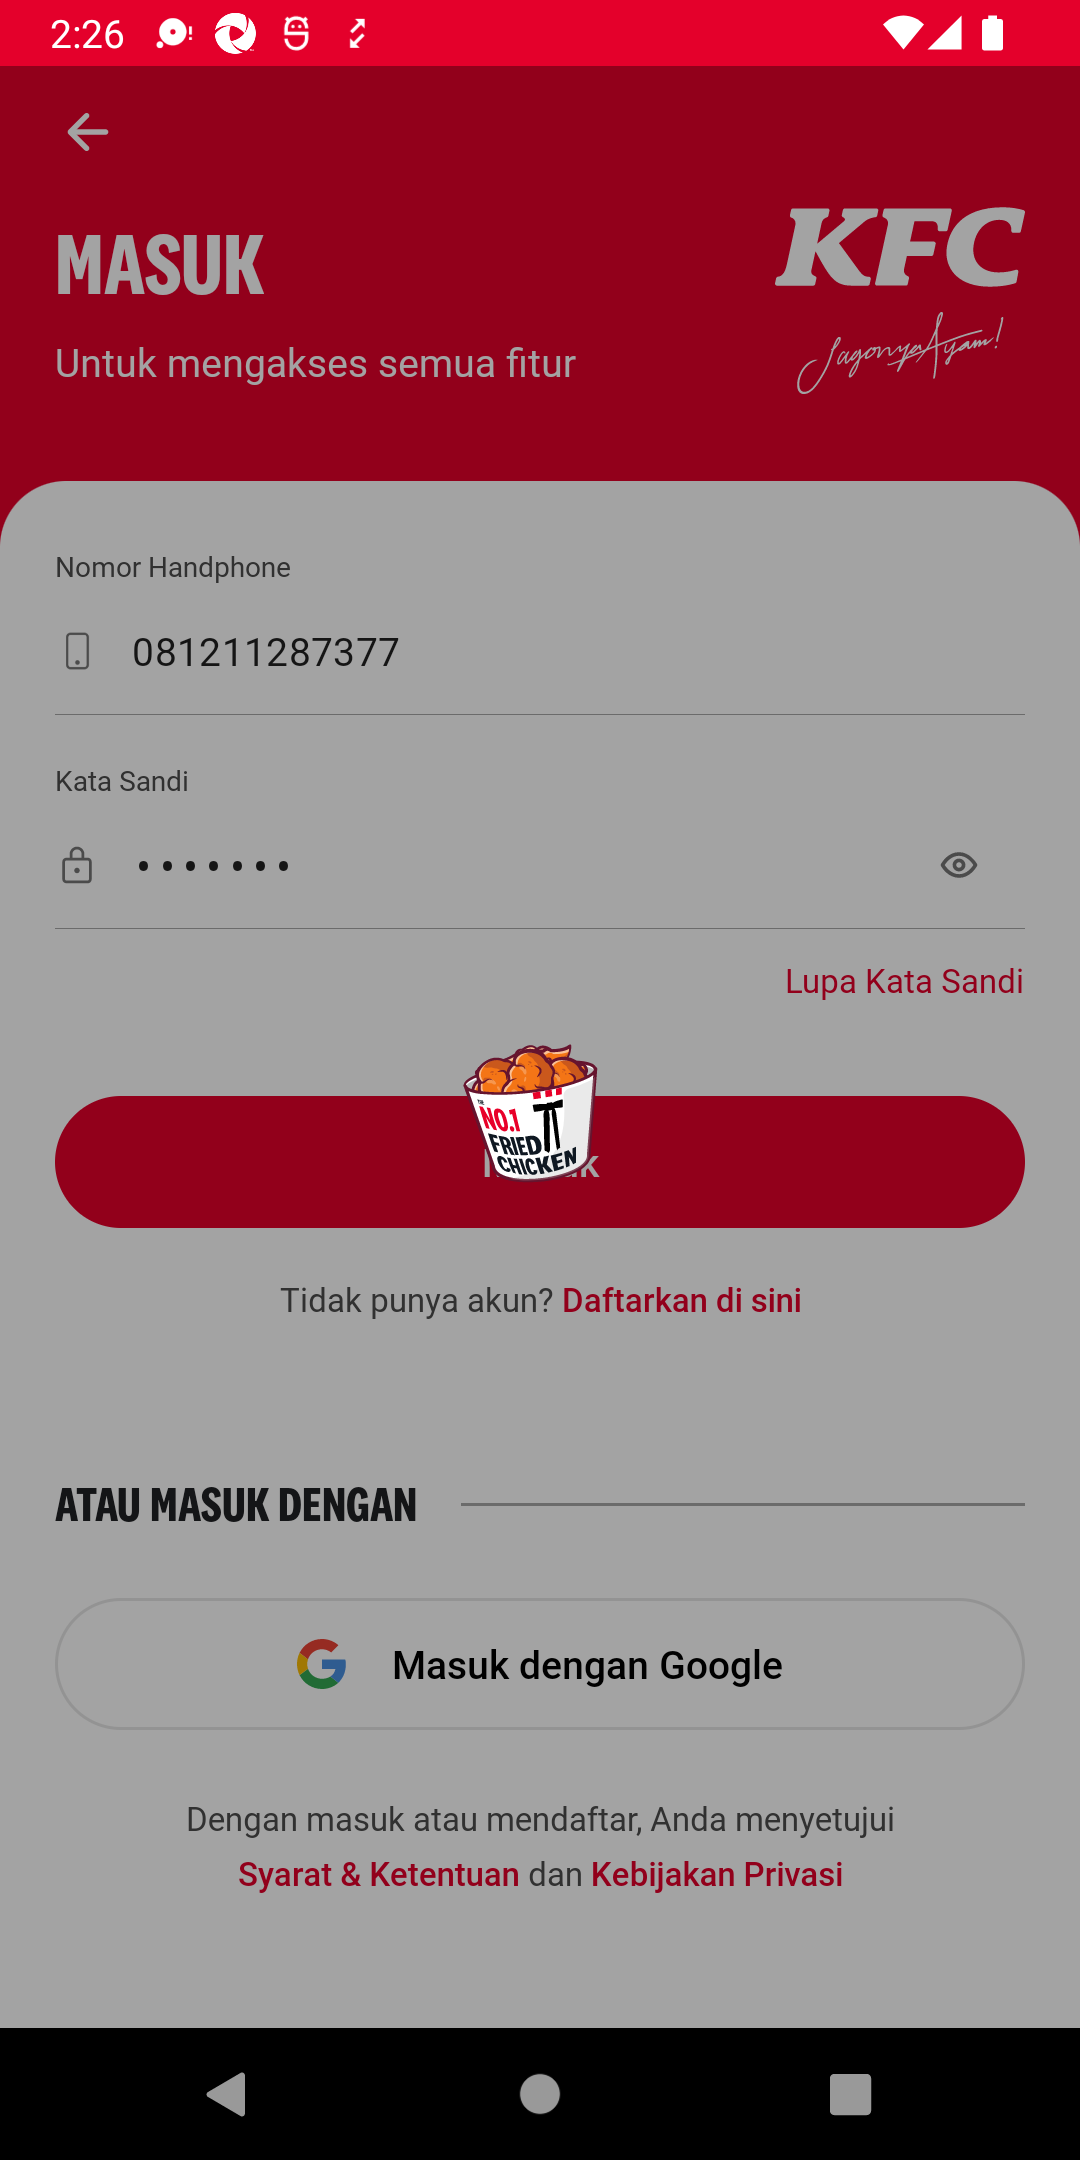 2:26
MASUK
KFC
Jagonya Ayam!
Untuk mengakses semua fitur
Nomor Handphone
081211287377
Kata Sandi
•••••••
Lupa Kata Sandi
THE
NO.1
FRIED
CHICKEN
Tidak punya akun? Daftarkan di sini
ATAU MASUK DENGAN
Masuk dengan Google
Dengan masuk atau mendaftar, Anda menyetujui
Syarat & Ketentuan dan Kebijakan Privasi